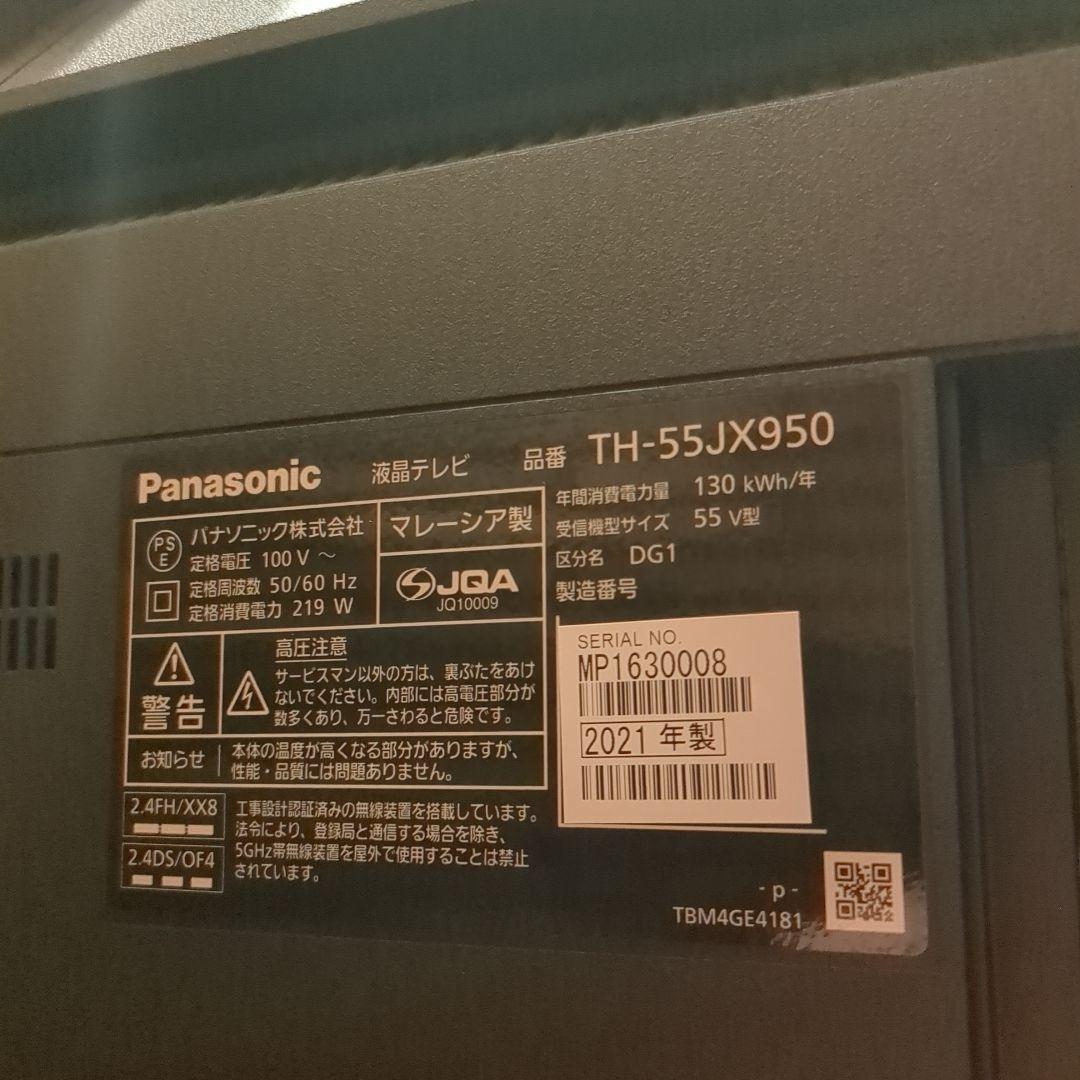 Panasonic 液晶テレビ 品番 TH-55JX950
PS
E
パナソニック株式会社
定格電圧 100 V ～
定格周波数 50/60 Hz
定格消費電力 219 W
マレーシア製
JQA
JQ10009
年間消費電力量 130 kWh/年
受信機型サイズ 55 V型
区分名 DG1
製造番号
SERIAL NO.
MP1630008
2021 年製
警告
高圧注意
サービスマン以外の方は、裏ぶたをあけ
ないでください。内部には高電圧部分が
数多くあり、万一さわると危険です。
お知らせ
本体の温度が高くなる部分がありますが、
性能・品質には問題ありません。
2.4FH/XX8
2.4DS/OF4
工事設計認証済みの無線装置を搭載しています。
法令により、登録局と通信する場合を除き、
5GHz帯無線装置を屋外で使用することは禁止
されています。
- p -
TBM4GE4181